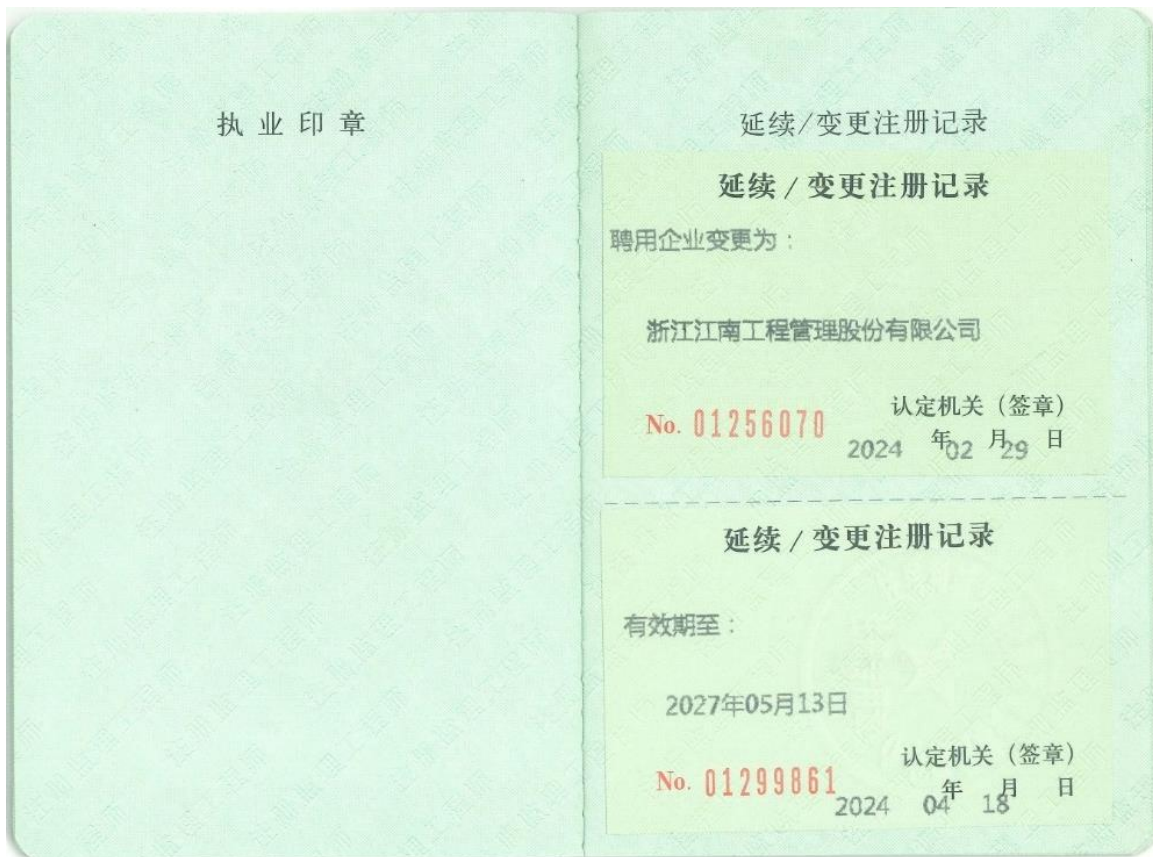 执业印章
延续/变更注册记录
延续/变更注册记录
聘用企业变更为：
浙江江南工程管理股份有限公司
认定机关（签章）
No. 01256070
2024 年 02 月 29 日
延续/变更注册记录
有效期至：
2027年05月13日
认定机关（签章）
No. 01299861
2024 年 04 月 18 日